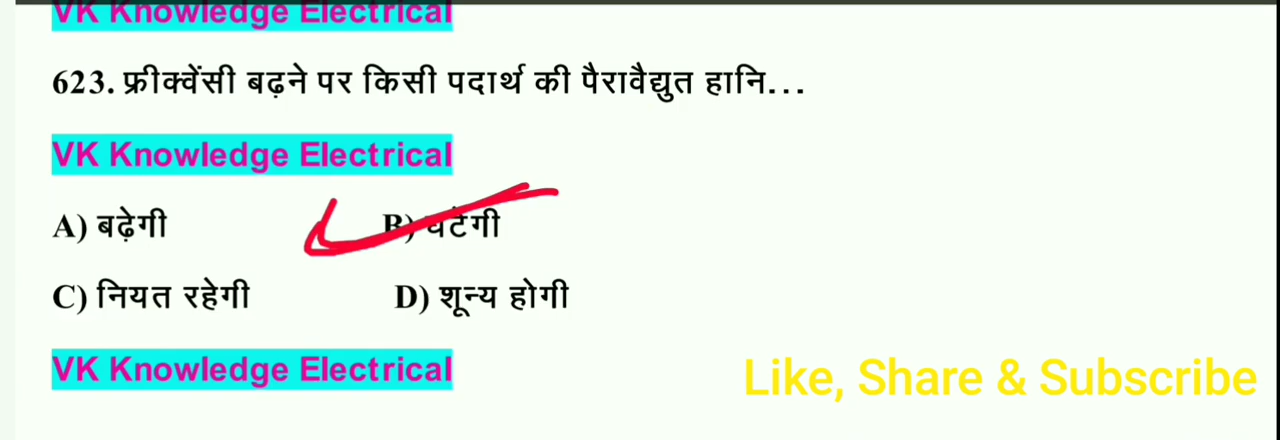 VK Knowledge Electrical
623. फ्रीक्वेंसी बढ़ने पर किसी पदार्थ की पैरावैद्युत हानि...
VK Knowledge Electrical
A) बढ़ेगी B) घटेगी
C) नियत रहेगी D) शून्य होगी
VK Knowledge Electrical
Like, Share & Subscribe